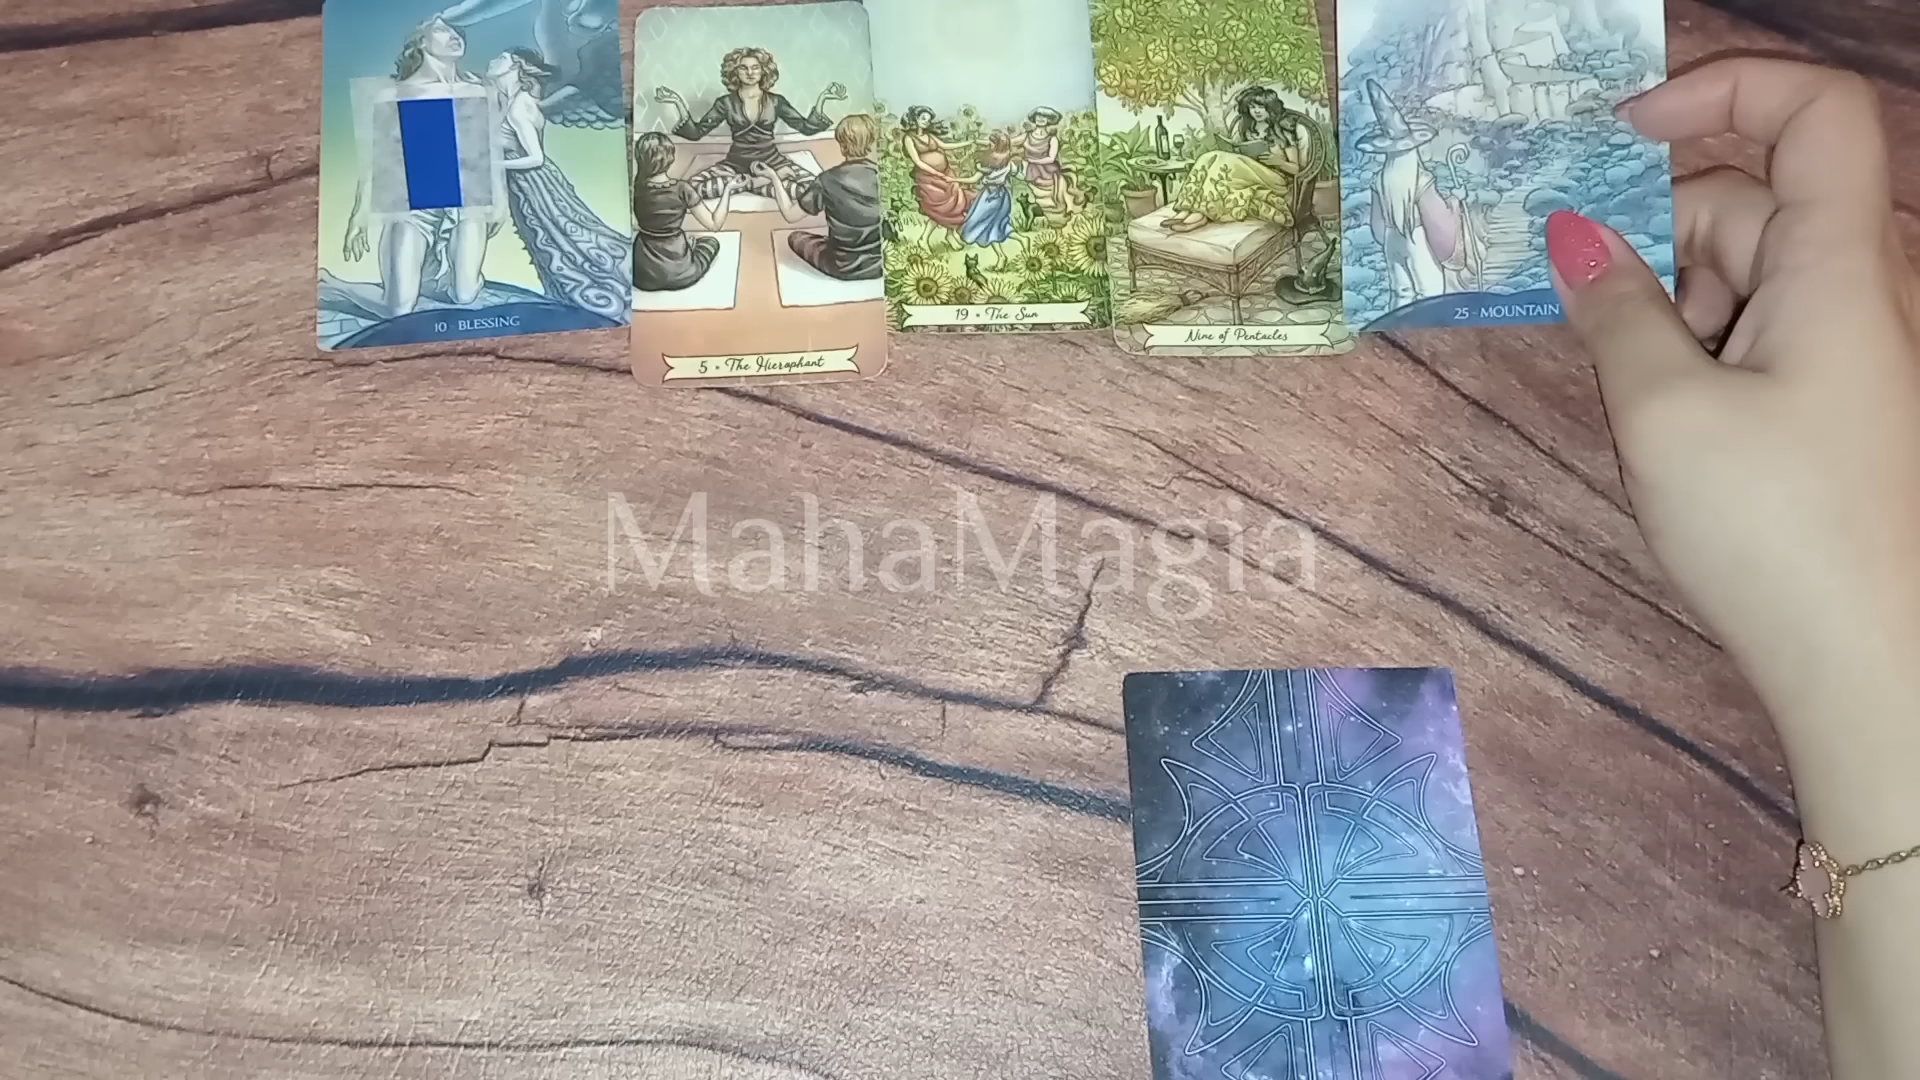 10 - BLESSING
5 • The Hierophant
19 • The Sun
Nine of Pentacles
25 - MOUNTAIN
MahaMagia